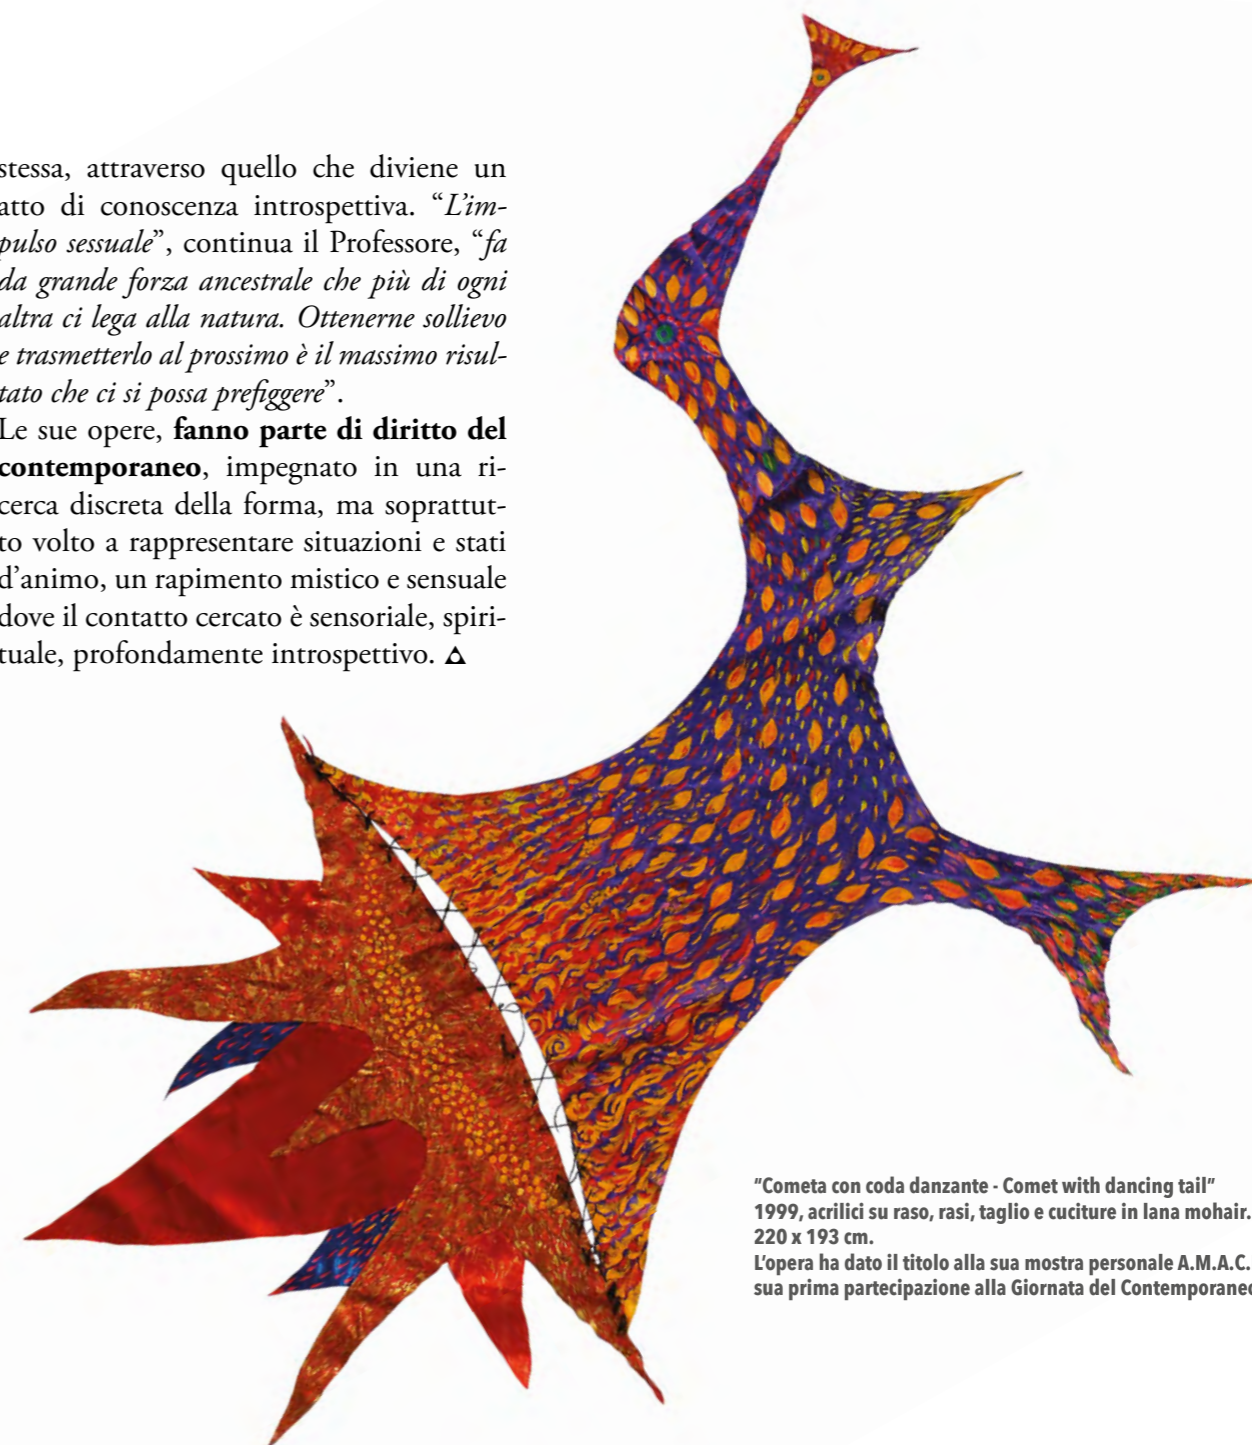 stessa, attraverso quello che diviene un
atto di conoscenza introspettiva. “L’im-
pulso sessuale”, continua il Professore, “fa
da grande forza ancestrale che più di ogni
altra ci lega alla natura. Ottenerne sollievo
e trasmetterlo al prossimo è il massimo risul-
tato che ci si possa prefiggere”.
Le sue opere, fanno parte di diritto del
contemporaneo, impegnato in una ri-
cerca discreta della forma, ma soprattut-
to volto a rappresentare situazioni e stati
d’animo, un rapimento mistico e sensuale
dove il contatto cercato è sensoriale, spiri-
tuale, profondamente introspettivo.
“Cometa con coda danzante - Comet with dancing tail”
1999, acrilici su raso, rasi, taglio e cuciture in lana mohair.
220 x 193 cm.
L’opera ha dato il titolo alla sua mostra personale A.M.A.C.
sua prima partecipazione alla Giornata del Contemporaneo